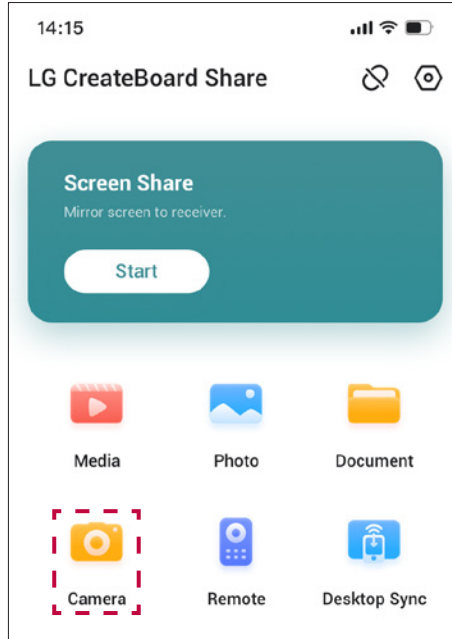 14:15
LG CreateBoard Share
Screen Share
Mirror screen to receiver.
Start
Media Photo Document
Camera Remote Desktop Sync